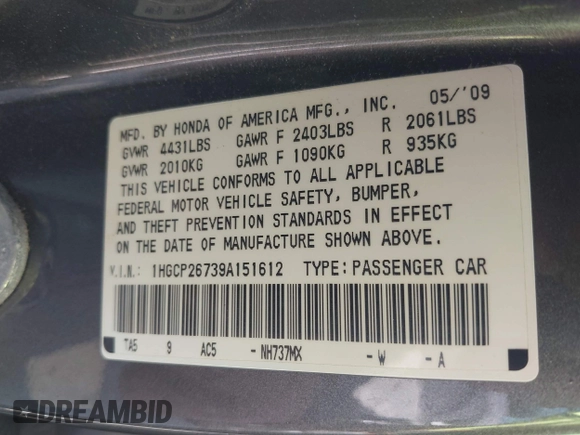 MFD. BY HONDA OF AMERICA MFG., INC. 05/'09
GVWR 4431LBS GAWR F 2403LBS R 2061LBS
GVWR 2010KG GAWR F 1090KG R 935KG
THIS VEHICLE CONFORMS TO ALL APPLICABLE
FEDERAL MOTOR VEHICLE SAFETY, BUMPER,
AND THEFT PREVENTION STANDARDS IN EFFECT
ON THE DATE OF MANUFACTURE SHOWN ABOVE.
V.I.N.: 1HGCP26739A151612 TYPE: PASSENGER CAR
TA5 9 AC5 - NH737MX - W - A
DREAMBID